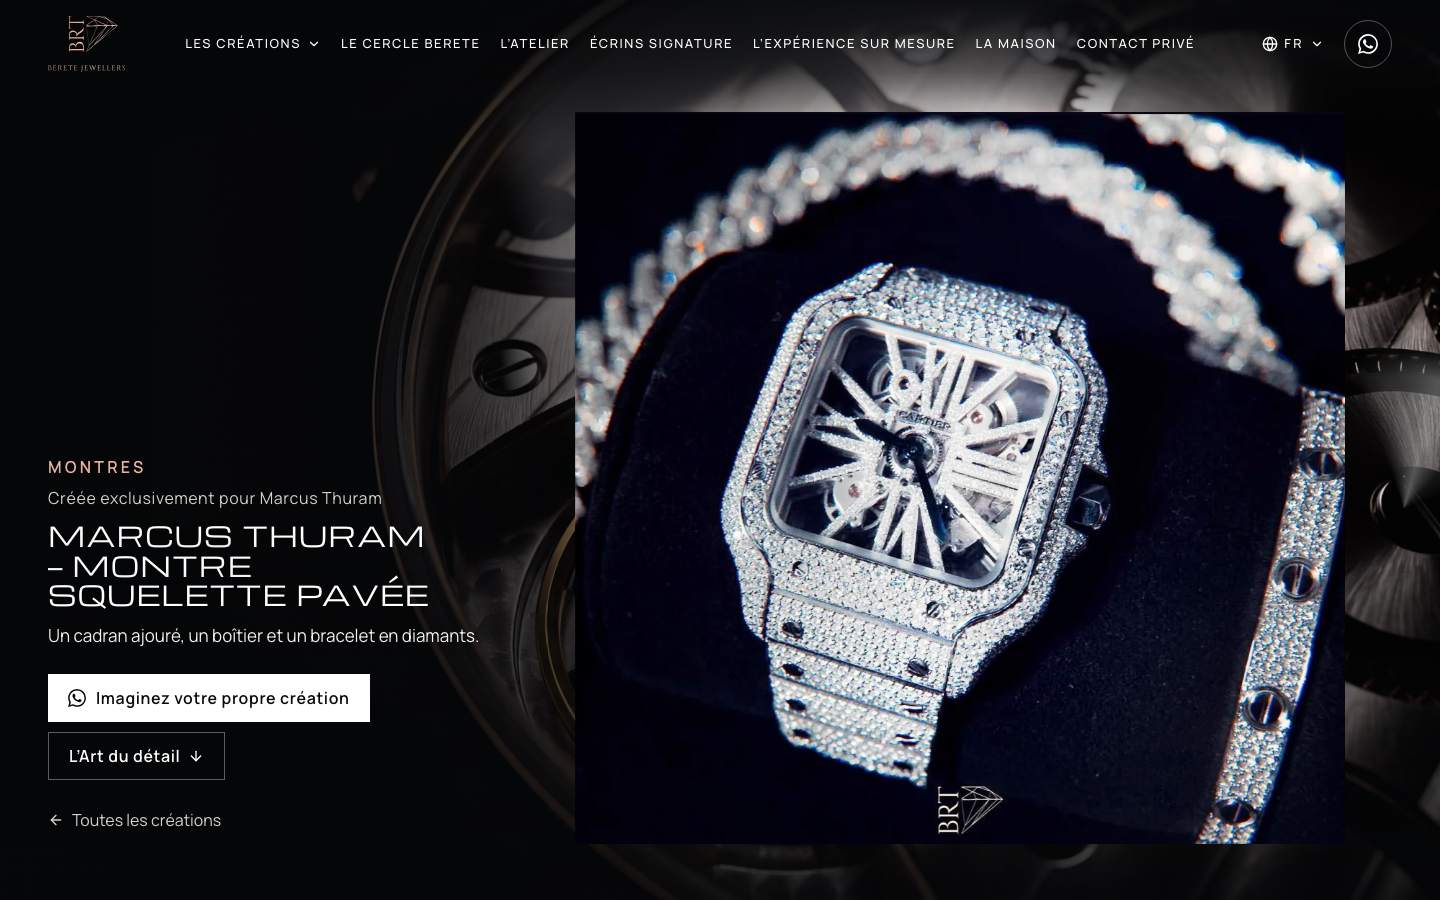 BRT
BERETE JEWELLERS
LES CRÉATIONS
LE CERCLE BERETE
L'ATELIER
ÉCRINS SIGNATURE
L'EXPÉRIENCE SUR MESURE
LA MAISON
CONTACT PRIVÉ
FR
MONTRES
Créée exclusivement pour Marcus Thuram
MARCUS THURAM
– MONTRE
SQUELETTE PAVÉE
Un cadran ajouré, un boîtier et un bracelet en diamants.
Imaginez votre propre création
L'Art du détail
Toutes les créations
CARTIER
BRT